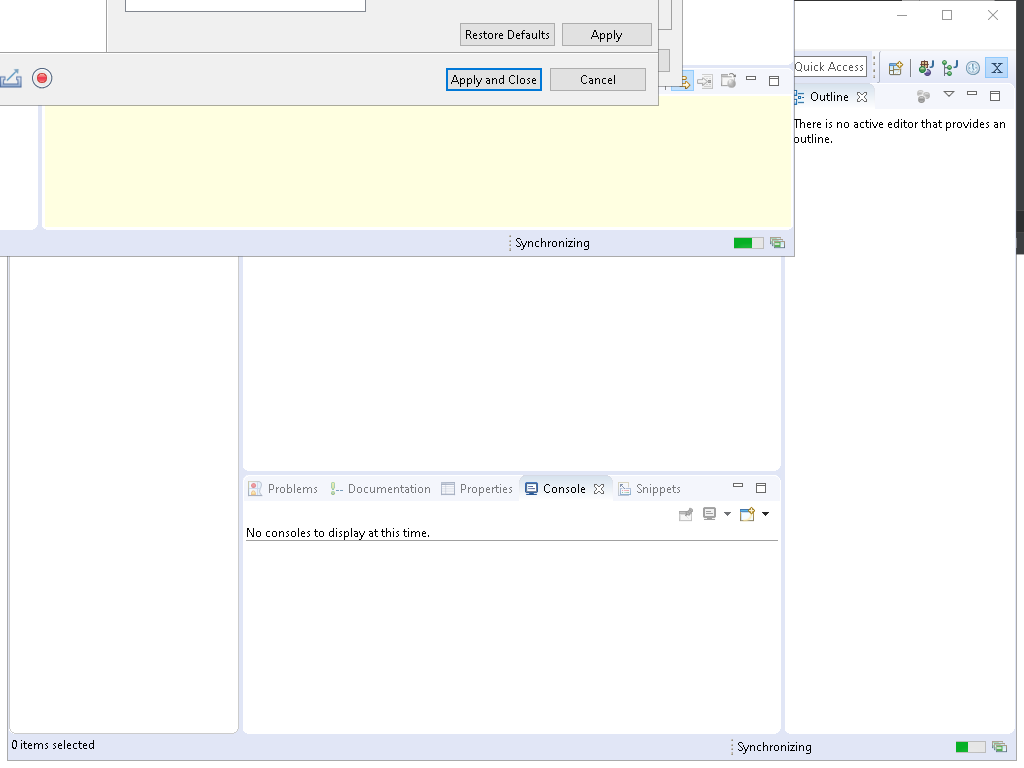 Restore Defaults
Apply
Apply and Close
Cancel
Quick Access
X
Outline
There is no active editor that provides an
outline.
Synchronizing
Problems
Documentation
Properties
Console
Snippets
No consoles to display at this time.
0 items selected
Synchronizing